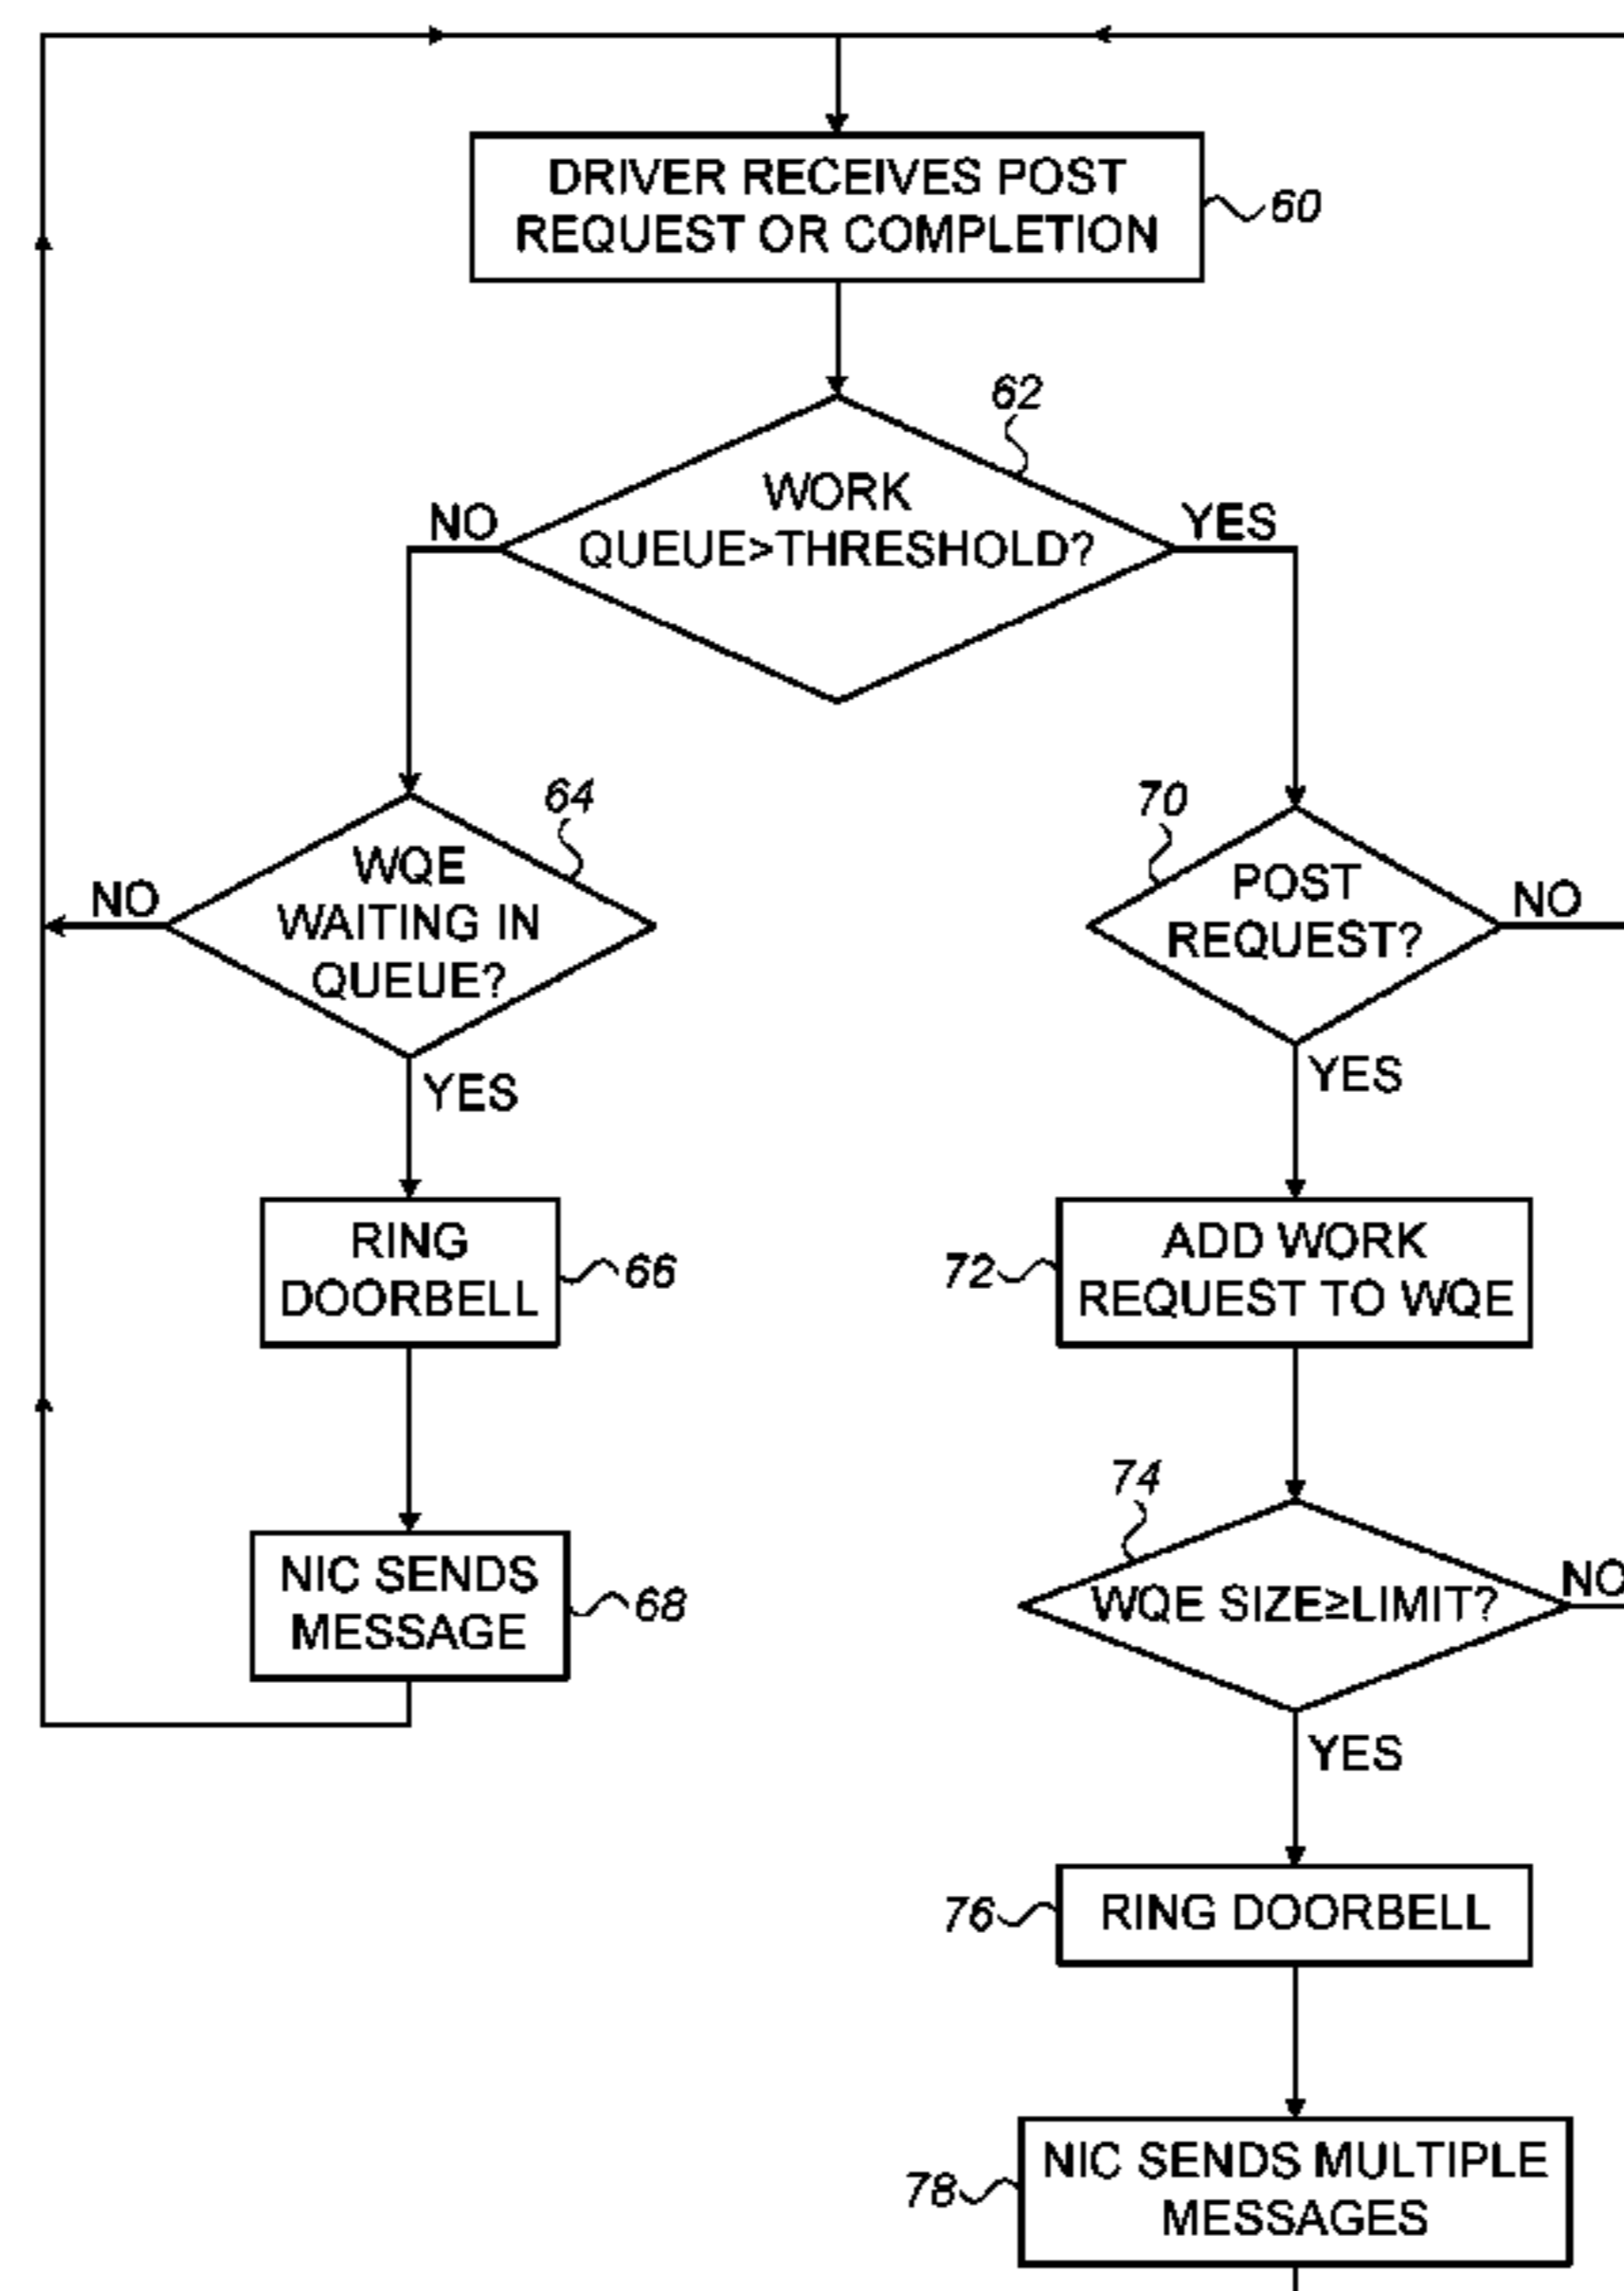 DRIVER RECEIVES POST
REQUEST OR COMPLETION
60
62
WORK
QUEUE>THRESHOLD?
NO
YES
64
WQE
WAITING IN
QUEUE?
NO
YES
RING
DOORBELL
66
NIC SENDS
MESSAGE
68
70
POST
REQUEST?
NO
YES
72
ADD WORK
REQUEST TO WQE
74
WQE SIZE≥LIMIT?
NO
YES
76
RING DOORBELL
78
NIC SENDS MULTIPLE
MESSAGES